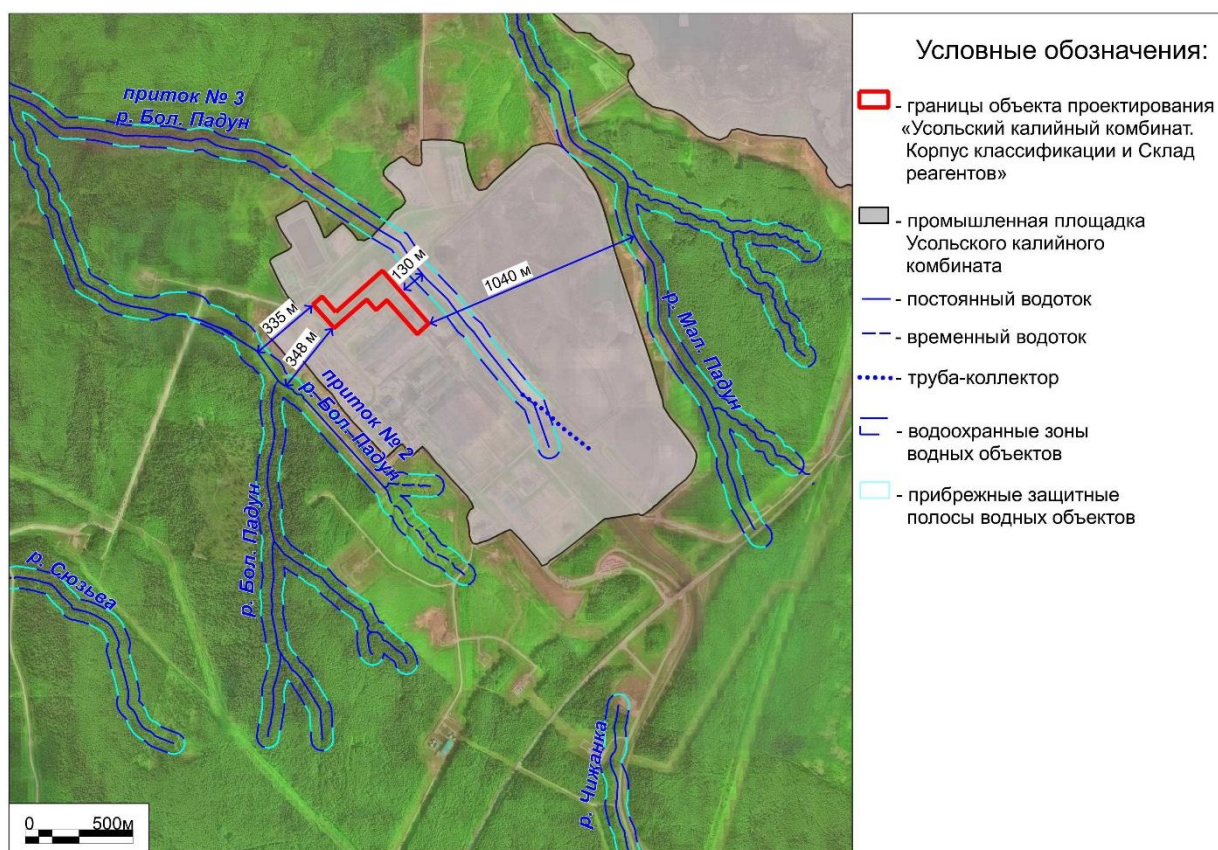 приток № 3
р. Бол. Падун
130 м
1040 м
335 м
348 м
р. Мал. Падун
приток № 2
р. Бол. Падун
р. Бол. Падун
р. Сюзьва
р. Чижанка
0 500м
Условные обозначения:
- границы объекта проектирования
«Усольский калийный комбинат.
Корпус классификации и Склад
реагентов»
- промышленная площадка
Усольского калийного
комбината
- постоянный водоток
- временный водоток
- труба-коллектор
- водоохранные зоны
водных объектов
- прибрежные защитные
полосы водных объектов